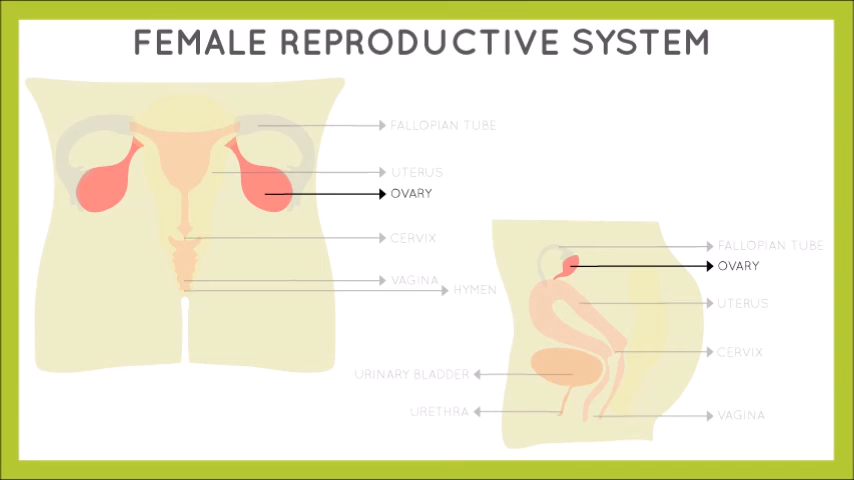 FEMALE REPRODUCTIVE SYSTEM
FALLOPIAN TUBE
UTERUS
OVARY
CERVIX
VAGINA
HYMEN
FALLOPIAN TUBE
OVARY
UTERUS
CERVIX
URINARY BLADDER
URETHRA
VAGINA